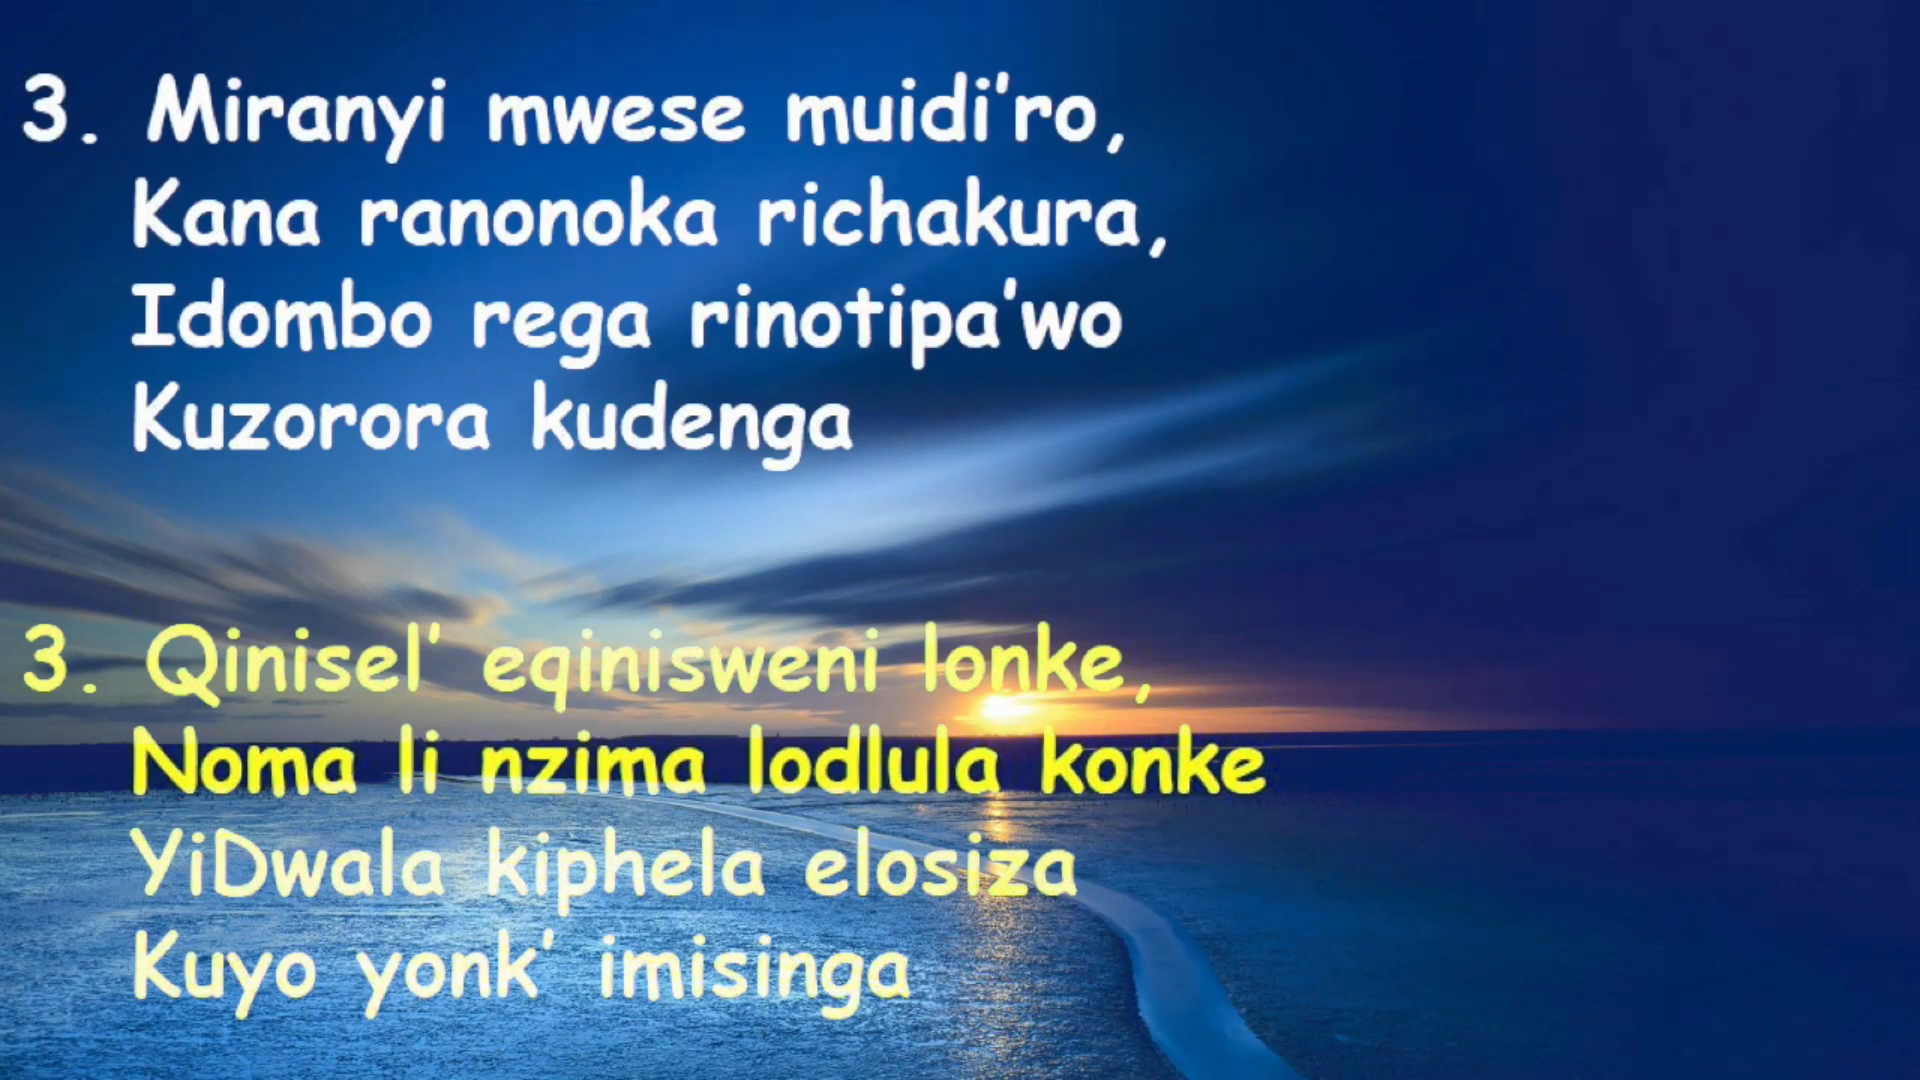 3. Miranyi mwese muidi'ro,
Kana ranonoka richakura,
Idombo rega rinotipa'wo
Kuzorora kudenga
3. Qinisel' eqinisweni lonke,
Noma li nzima lodlula konke
YiDwala kiphela elosiza
Kuyo yonk' imisinga